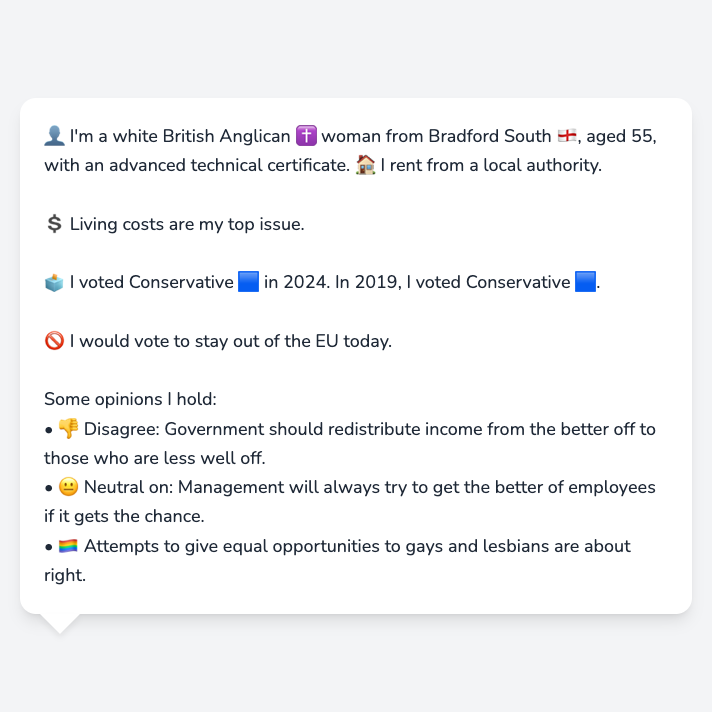 👤 I'm a white British Anglican ✝️ woman from Bradford South 🏴󠁧󠁢󠁥󠁮󠁧󠁿, aged 55,
with an advanced technical certificate. 🏠 I rent from a local authority.
💲 Living costs are my top issue.
🗳️ I voted Conservative 🟦 in 2024. In 2019, I voted Conservative 🟦.
🚫 I would vote to stay out of the EU today.
Some opinions I hold:
• 👎 Disagree: Government should redistribute income from the better off to
those who are less well off.
• 😐 Neutral on: Management will always try to get the better of employees
if it gets the chance.
• 🏳️‍🌈 Attempts to give equal opportunities to gays and lesbians are about
right.